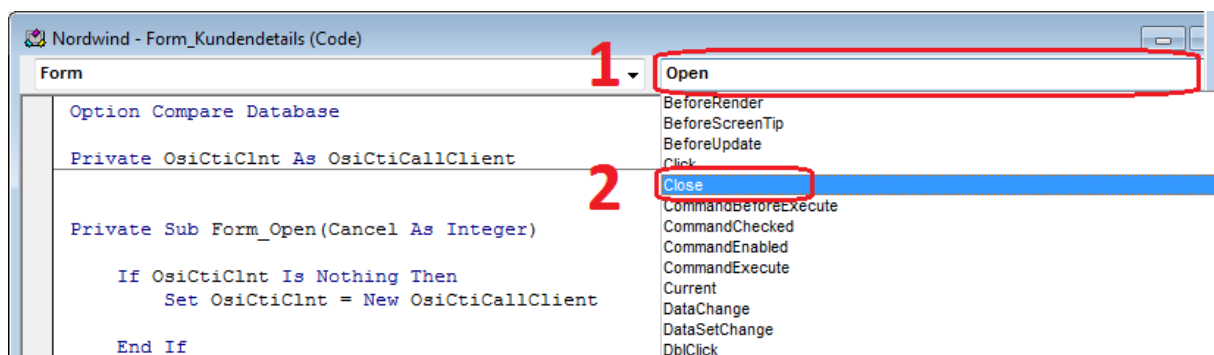 Nordwind - Form_Kundendetails (Code)
Form
1
Open
Option Compare Database
Private OsiCtiClnt As OsiCtiCallClient
Private Sub Form_Open(Cancel As Integer)
If OsiCtiClnt Is Nothing Then
Set OsiCtiClnt = New OsiCtiCallClient
End If
BeforeRender
BeforeScreenTip
BeforeUpdate
Click
2
Close
CommandBeforeExecute
CommandChecked
CommandEnabled
CommandExecute
Current
DataChange
DataSetChange
DblClick